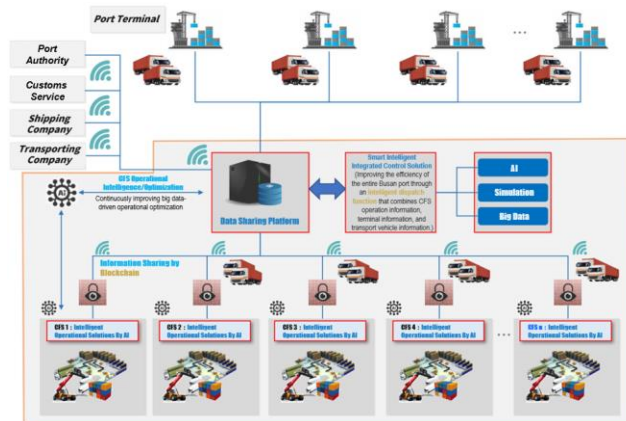 Port Terminal
...
Port
Authority
Customs
Service
Shipping
Company
Transporting
Company
AI
CFS Operational
Intelligence/Optimization
Continuously improving big data-
driven operational optimization
Data Sharing Platform
Smart Intelligent
Integrated Control Solution
(Improving the efficiency of
the entire Busan port through
an intelligent dispatch
function that combines CFS
operation information,
terminal information, and
transport vehicle information.)
AI
Simulation
Big Data
Information Sharing by
Blockchain
CFS 1 : Intelligent
Operational Solutions By AI
CFS 2 : Intelligent
Operational Solutions By AI
CFS 3 : Intelligent
Operational Solutions By AI
CFS 4 : Intelligent
Operational Solutions By AI
...
CFS n : Intelligent
Operational Solutions By AI